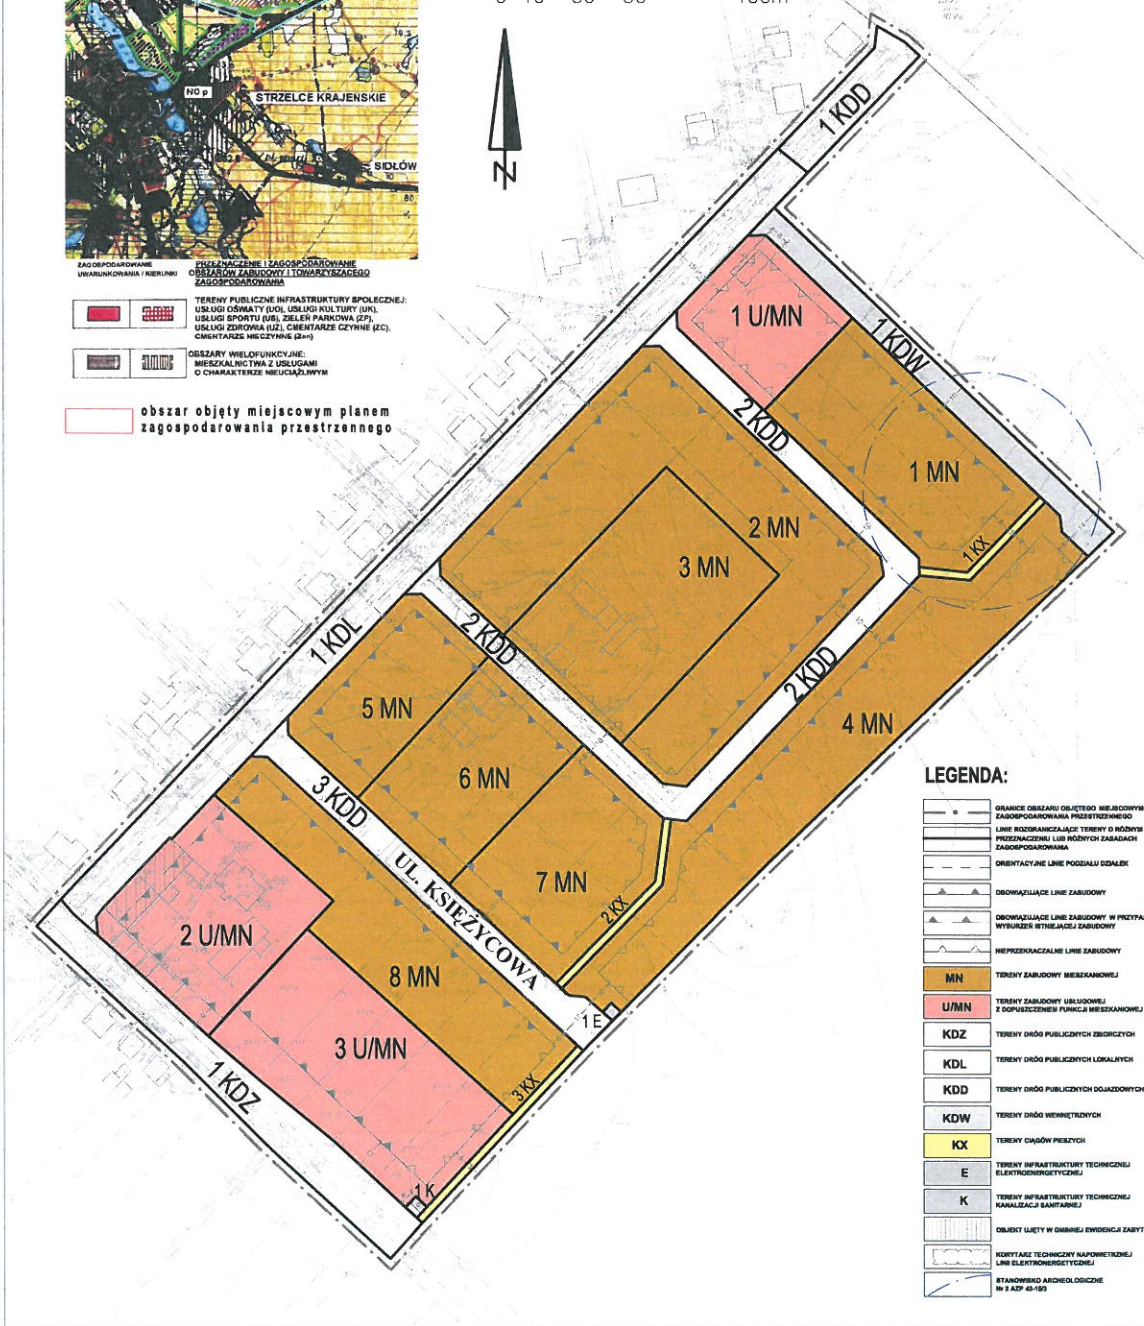 NO p
STRZELCE KRAJEŃSKIE
SIDŁÓW
ZAGOSPODAROWANIE
UWARUNKOWANIA / KIERUNKI
PRZEZNACZENIE I ZAGOSPODAROWANIE
OBSZARÓW ZABUDOWY I TOWARZYSZĄCEGO
ZAGOSPODAROWANIA
TERENY PUBLICZNE INFRASTRUKTURY SPOŁECZNEJ:
USŁUGI OŚWIATY (UO), USŁUGI KULTURY (UK),
USŁUGI SPORTU (US), ZIELEŃ PARKOWA (ZP),
USŁUGI ZDROWIA (UZ), CMENTARZE CZYNNE (ZC),
CMENTARZE NIECZYNNE
OBSZARY WIELOFUNKCYJNE:
MIESZKALNICTWA Z USŁUGAMI
O CHARAKTERZE NIEUCIĄŻLIWYM
obszar objęty miejscowym planem
zagospodarowania przestrzennego
N
1 KDD
1 U/MN
1 KDW
2 KDD
1 MN
2 MN
1 KX
3 MN
1 KDL
2 KDD
2 KDD
5 MN
4 MN
6 MN
3 KDD
UL. KSIĘŻYCOWA
7 MN
2 KX
2 U/MN
8 MN
1 E
3 U/MN
1 KDZ
3 KX
1K
LEGENDA:
GRANICE OBSZARU OBJĘTEGO MIEJSCOWYM
ZAGOSPODAROWANIA PRZESTRZENNEGO
LINIE ROZGRANICZAJĄCE TERENY O RÓŻNYM
PRZEZNACZENIU LUB RÓŻNYCH ZASADACH
ZAGOSPODAROWANIA
ORIENTACYJNE LINIE PODZIAŁU DZIAŁEK
OBOWIĄZUJĄCE LINIE ZABUDOWY
OBOWIĄZUJĄCE LINIE ZABUDOWY W PRZYPA
WYBURZEŃ ISTNIEJĄCEJ ZABUDOWY
NIEPRZEKRACZALNE LINIE ZABUDOWY
MN TERENY ZABUDOWY MIESZKANIOWEJ
U/MN TERENY ZABUDOWY USŁUGOWEJ
Z DOPUSZCZENIEM FUNKCJI MIESZKANIOWEJ
KDZ TERENY DRÓG PUBLICZNYCH ZBIORCZYCH
KDL TERENY DRÓG PUBLICZNYCH LOKALNYCH
KDD TERENY DRÓG PUBLICZNYCH DOJAZDOWYCH
KDW TERENY DRÓG WEWNĘTRZNYCH
KX TERENY CIĄGÓW PIESZYCH
E TERENY INFRASTRUKTURY TECHNICZNEJ
ELEKTROENERGETYCZNEJ
K TERENY INFRASTRUKTURY TECHNICZNEJ
KANALIZACJI SANITARNEJ
OBIEKT UJĘTY W GMINNEJ EWIDENCJI ZABYT
KORYTARZ TECHNICZNY NAPOWIETRZNEJ
LINII ELEKTROENERGETYCZNEJ
STANOWISKO ARCHEOLOGICZNE